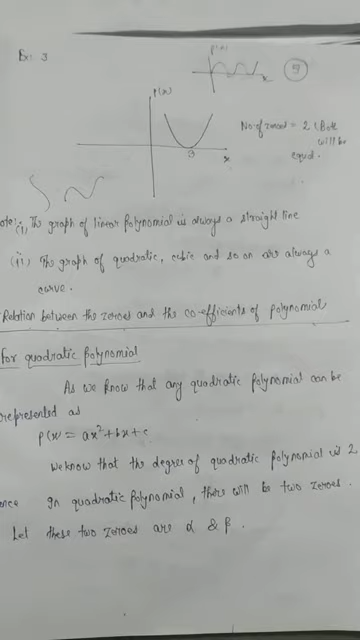 P(x)
x
P(x)
x
No. of zeroes = 2 (Both
will be
equal.
ote:- (i) The graph of linear polynomial is always a straight line
(ii) The graph of quadratic, cubic and so on are always a
curve.
Relation between the zeroes and the co-efficients of Polynomial
For quadratic Polynomial
As we know that any quadratic Polynomial can be
represented as
P(x) = ax² + bx + c
We know that the degree of quadratic polynomial is 2
ence In quadratic Polynomial, there will be two zeroes.
Let these two zeroes are α & β.